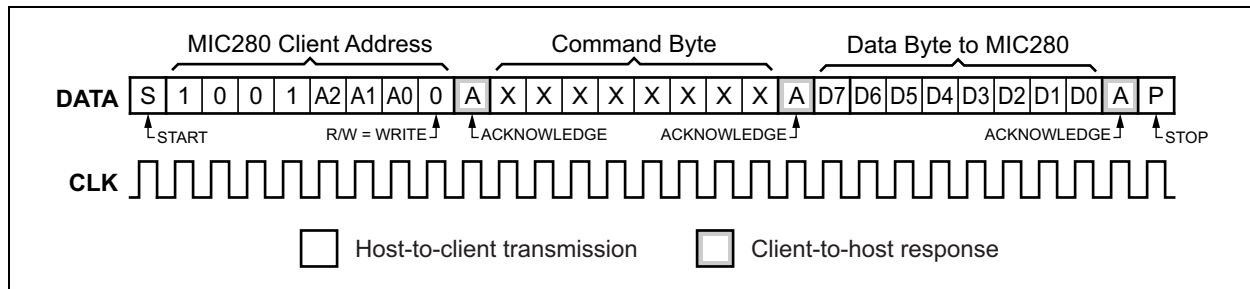 MIC280 Client Address Command Byte Data Byte to MIC280
DATA S 1 0 0 1 A2 A1 A0 0 A X X X X X X X X A D7 D6 D5 D4 D3 D2 D1 D0 A P
START R/W = WRITE ACKNOWLEDGE ACKNOWLEDGE ACKNOWLEDGE STOP
CLK
Host-to-client transmission Client-to-host response